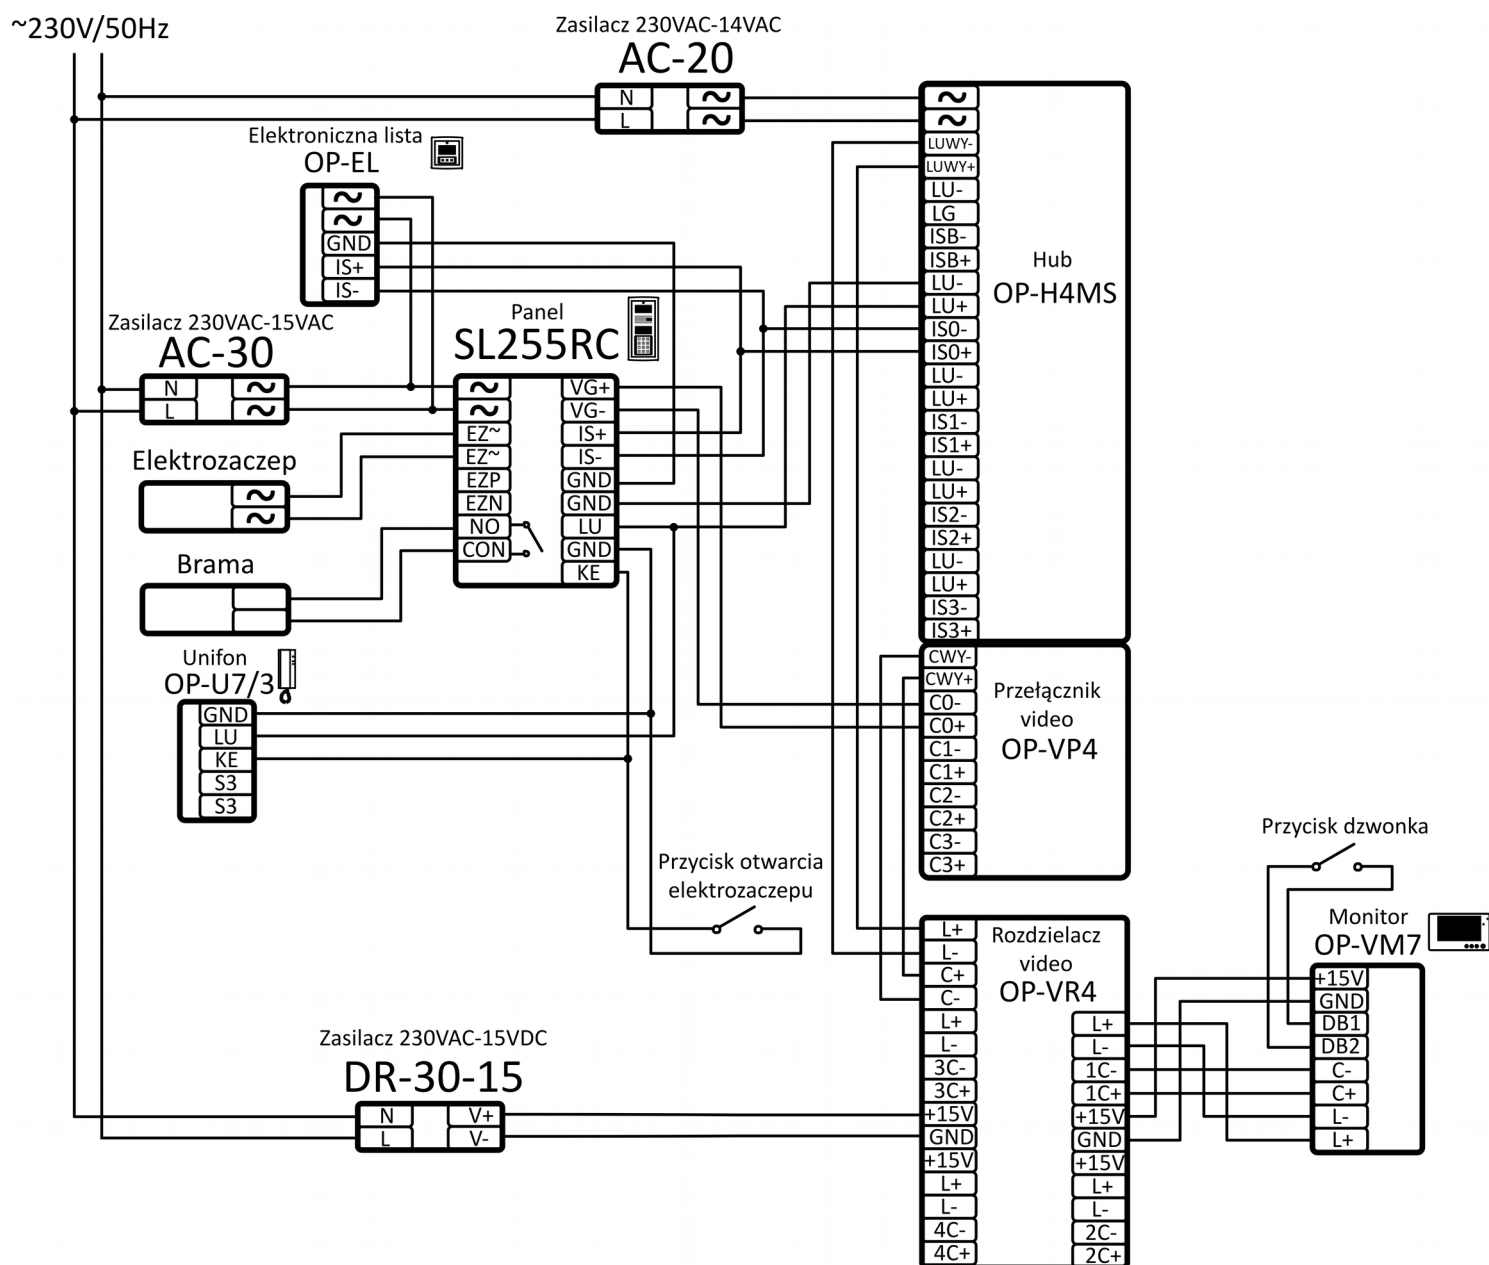 ~230V/50Hz
Zasilacz 230VAC-14VAC
AC-20
N
L
~
~
Elektroniczna lista
OP-EL
~
~
GND
IS+
IS-
Zasilacz 230VAC-15VAC
AC-30
N
L
~
~
Elektrozaczep
~
~
Brama
Unifon
OP-U7/3
GND
LU
KE
S3
S3
Panel
SL255RC
~
~
EZ~
EZ~
EZP
EZN
NO
CON
VG+
VG-
IS+
IS-
GND
GND
LU
GND
KE
~
~
LUWY-
LUWY+
LU-
LG
ISB-
ISB+
LU-
LU+
IS0-
IS0+
LU-
LU+
IS1-
IS1+
LU-
LU+
IS2-
IS2+
LU-
LU+
IS3-
IS3+
Hub
OP-H4MS
CWY-
CWY+
C0-
C0+
C1-
C1+
C2-
C2+
C3-
C3+
Przełącznik
video
OP-VP4
Przycisk otwarcia
elektrozaczepu
Zasilacz 230VAC-15VDC
DR-30-15
N
L
V+
V-
L+
L-
C+
C-
L+
L-
3C-
3C+
+15V
GND
+15V
L+
L-
4C-
4C+
Rozdzielacz
video
OP-VR4
L+
L-
1C-
1C+
+15V
GND
+15V
L+
L-
2C-
2C+
Przycisk dzwonka
Monitor
OP-VM7
+15V
GND
DB1
DB2
C-
C+
L-
L+